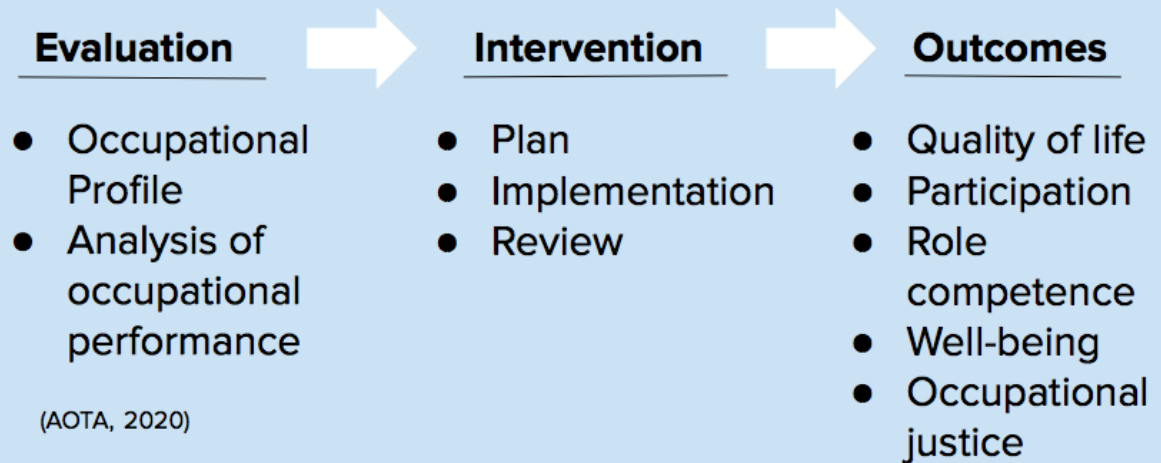 Evaluation
● Occupational
Profile
● Analysis of
occupational
performance
(AOTA, 2020)
Intervention
● Plan
● Implementation
● Review
Outcomes
● Quality of life
● Participation
● Role
competence
● Well-being
● Occupational
justice